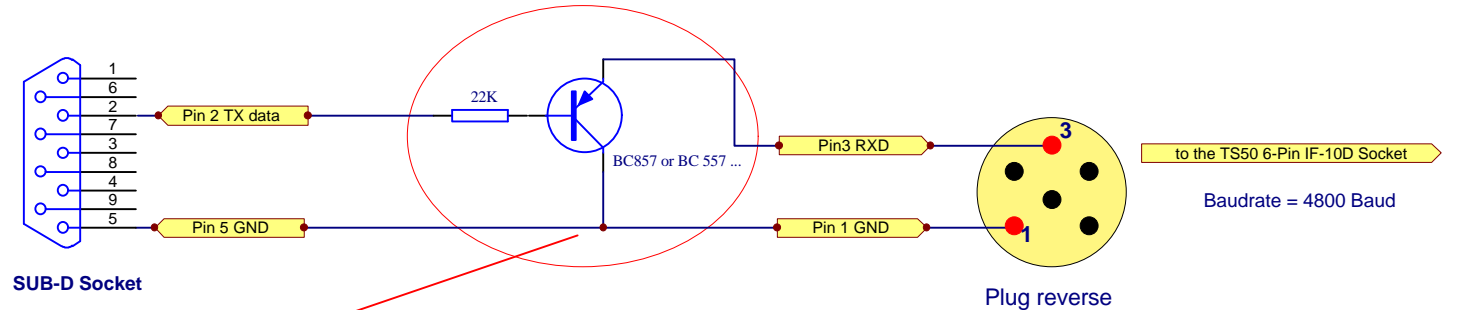 1
6
2
7
3
8
4
9
5
Pin 2 TX data
Pin 5 GND
SUB-D Socket
22K
BC857 or BC 557 ...
Pin3 RXD
Pin 1 GND
3
1
Plug reverse
to the TS50 6-Pin IF-10D Socket
Baudrate = 4800 Baud